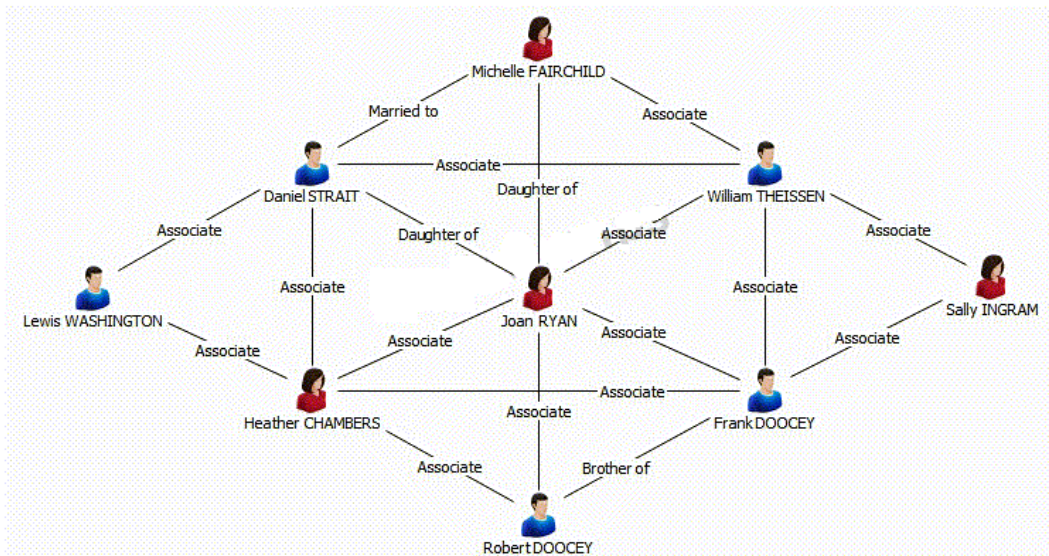 Michelle FAIRCHILD
Married to
Associate
Associate
Daughter of
Daniel STRAIT
William THEISSEN
Associate
Daughter of
Associate
Associate
Associate
Associate
Lewis WASHINGTON
Joan RYAN
Sally INGRAM
Associate
Associate
Associate
Associate
Associate
Associate
Heather CHAMBERS
Frank DOOCEY
Associate
Brother of
Robert DOOCEY